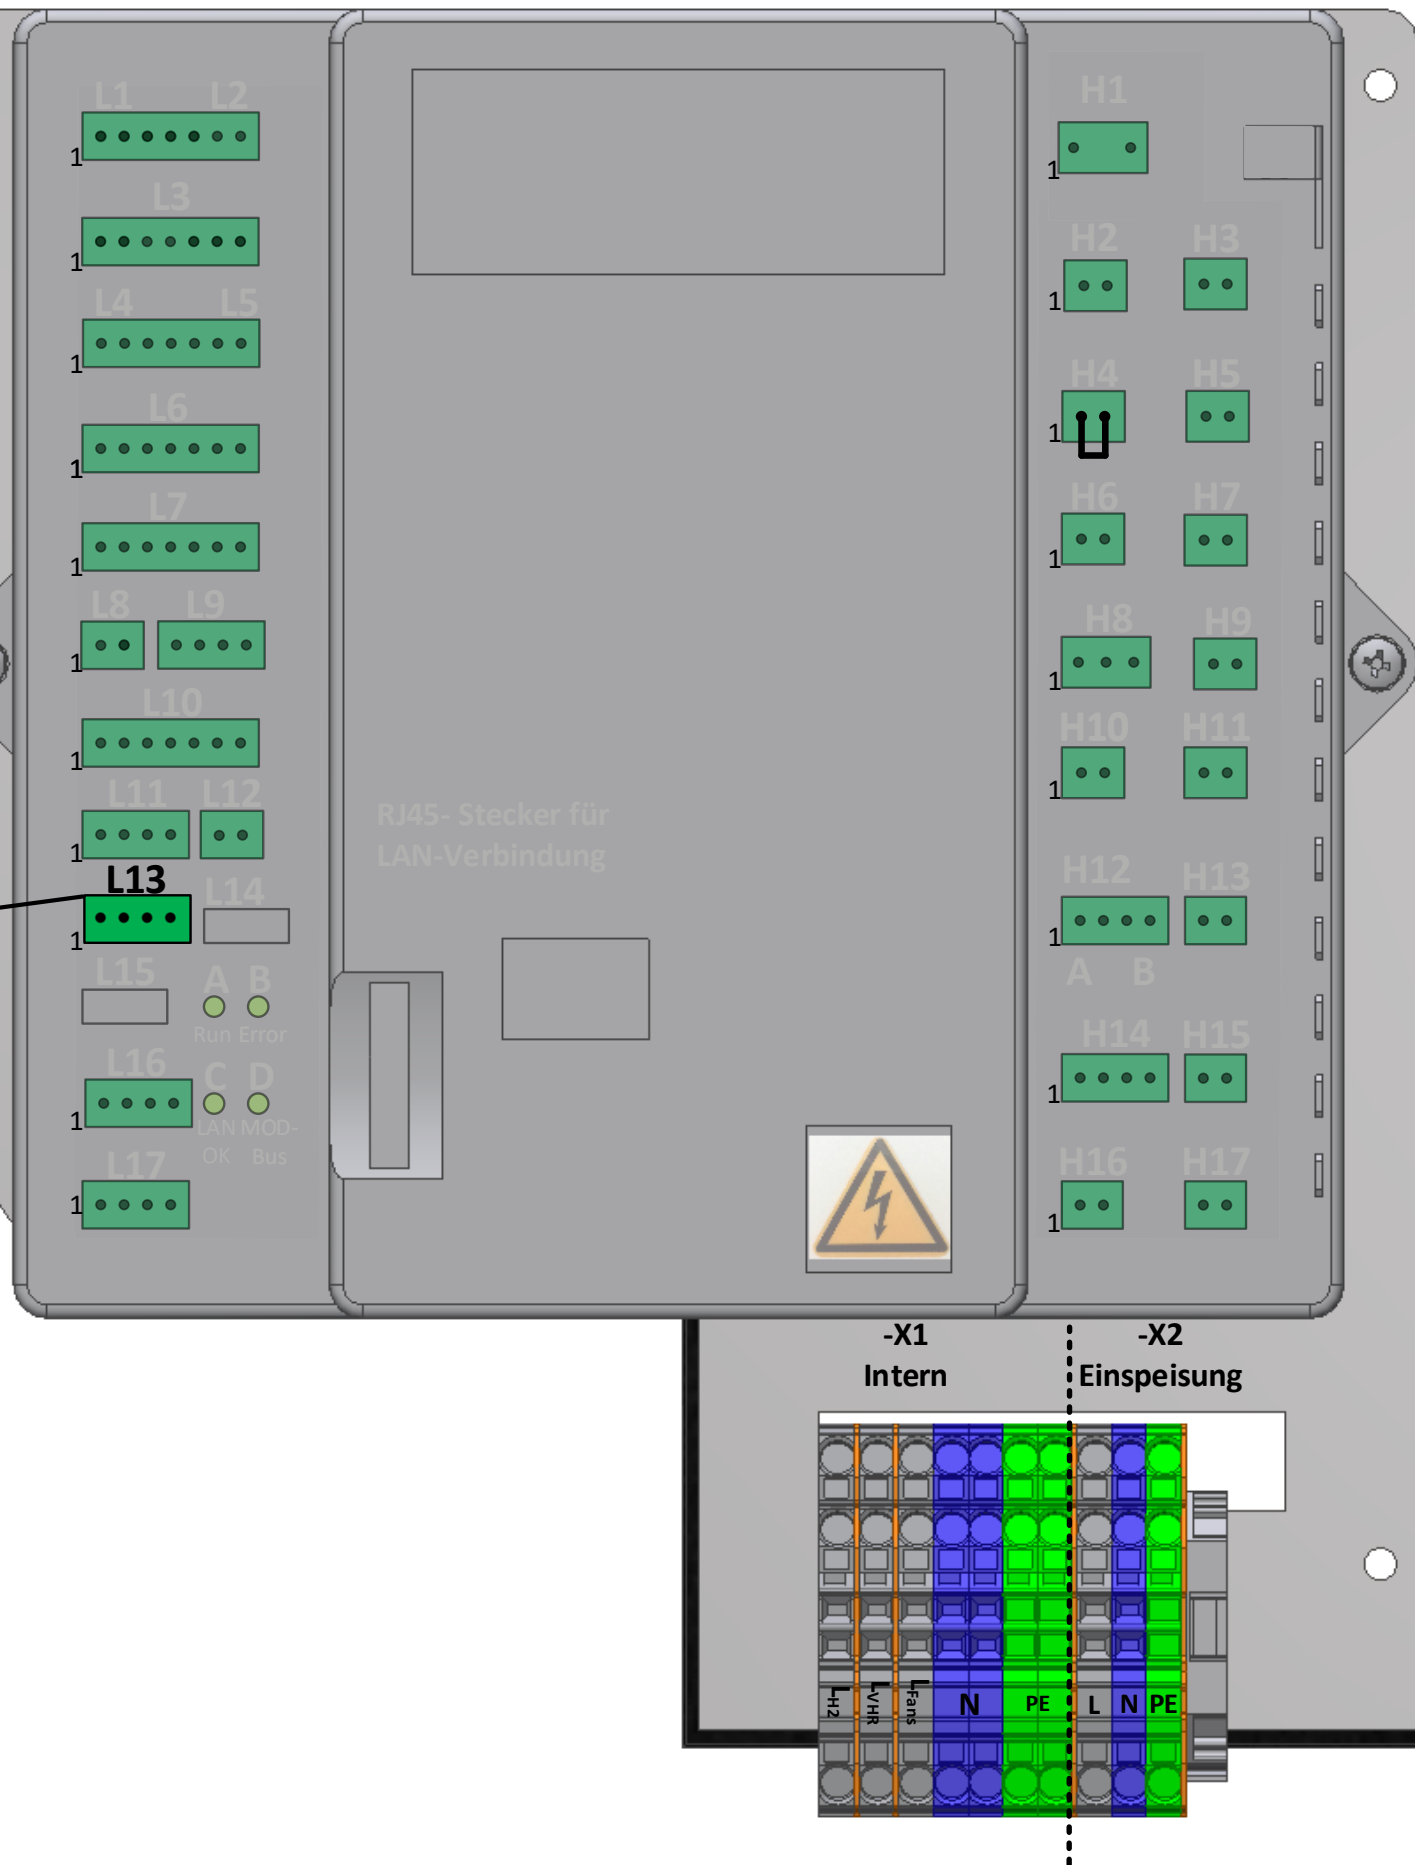 L1 L2
1
L3
1
L4 L5
1
L6
1
L7
1
L8 L9
1
L10
1
L11 L12
1
L13 L14
1
L15 A B
Run Error
L16 C D
1
LAN MOD-
OK Bus
L17
1
RJ45- Stecker für
LAN-Verbindung
H1
1
H2 H3
1
H4 H5
1
H6 H7
1
H8 H9
1
H10 H11
1
H12 H13
1
A B
H14 H15
1
H16 H17
1
-X1 -X2
Intern Einspeisung
LH2 LVHR LFans N PE L N PE